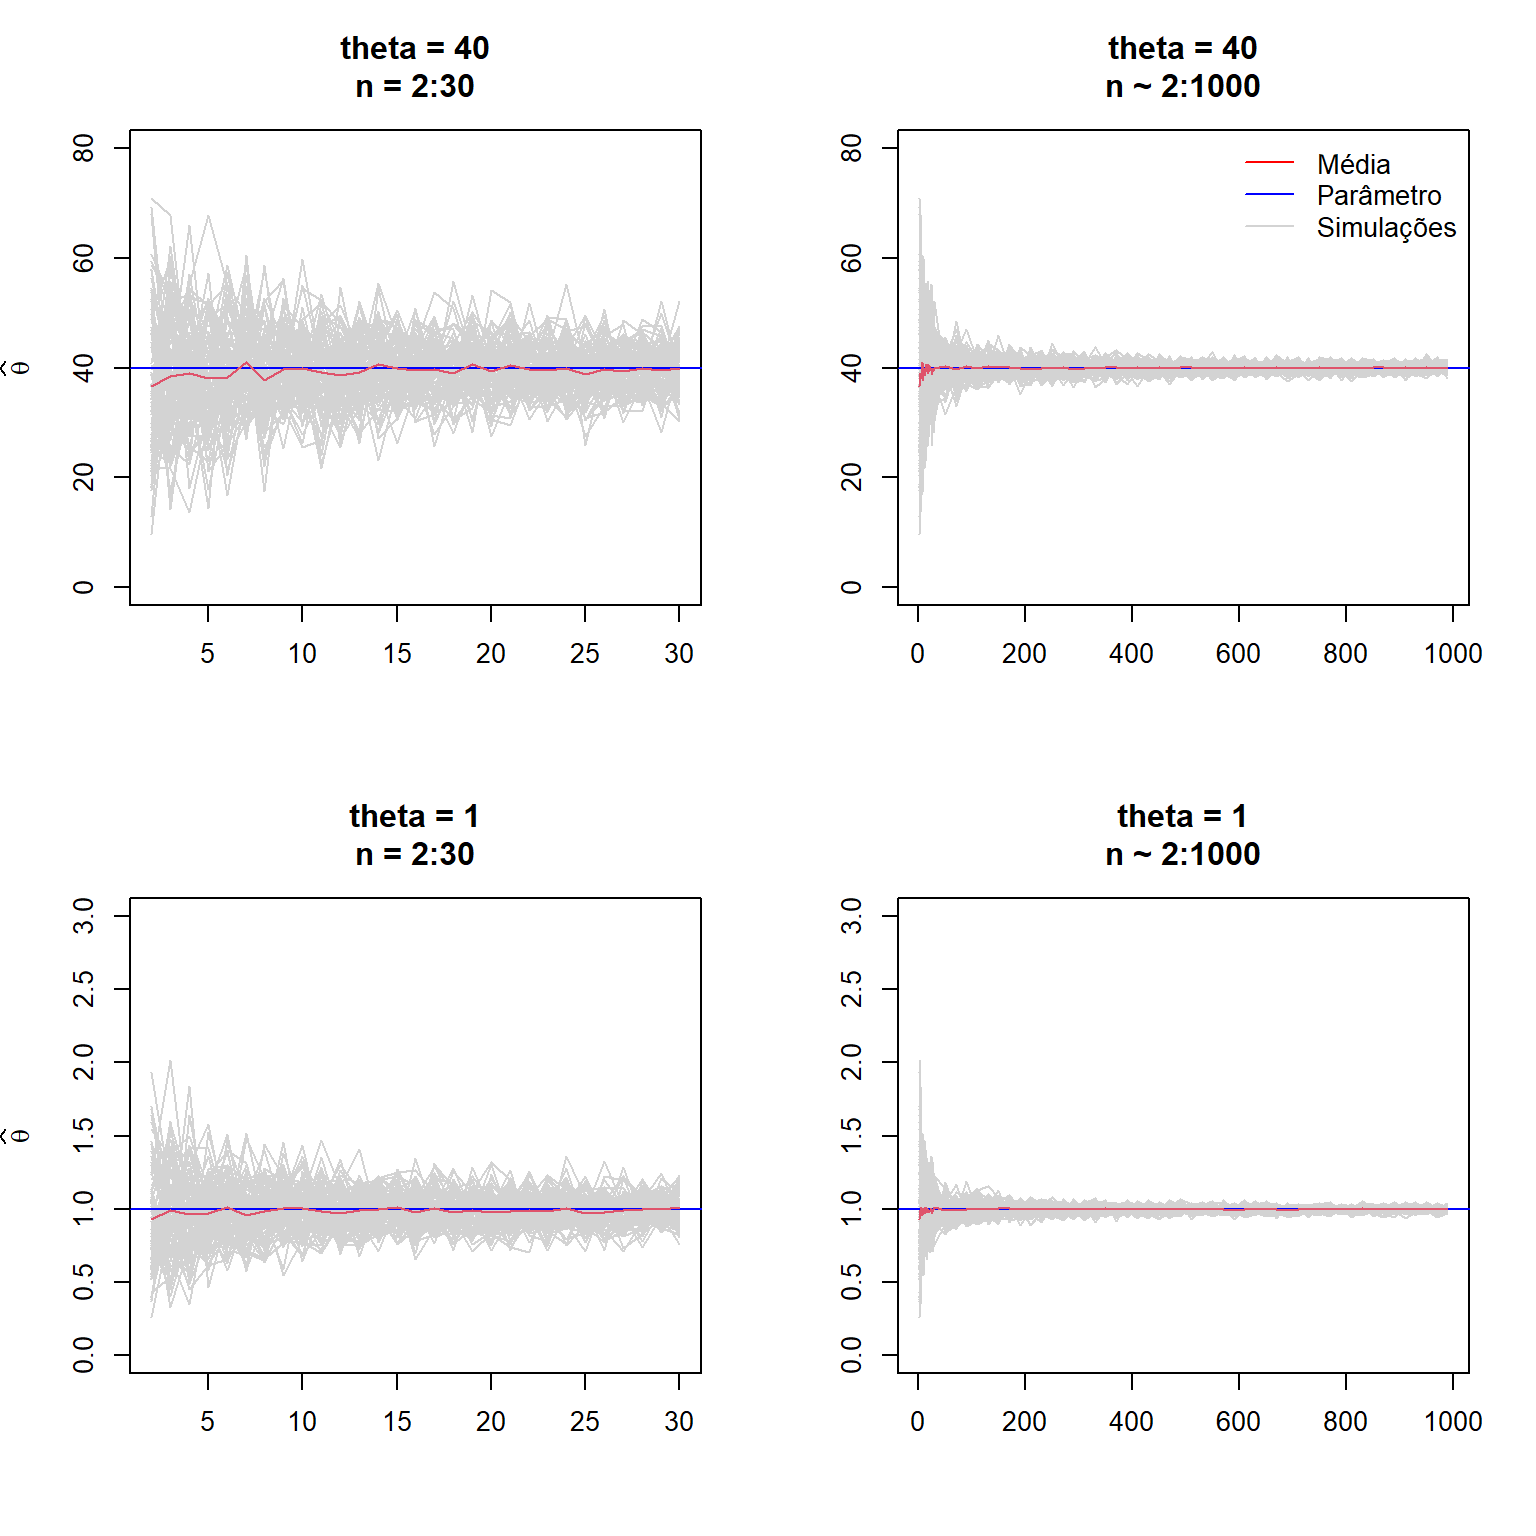 theta = 40
n = 2:30
80
60
40
20
0
θ̂
5 10 15 20 25 30
theta = 40
n ~ 2:1000
Média
Parâmetro
Simulações
80
60
40
20
0
0 200 400 600 800 1000
theta = 1
n = 2:30
3.0
2.5
2.0
1.5
1.0
0.5
0.0
θ̂
5 10 15 20 25 30
theta = 1
n ~ 2:1000
3.0
2.5
2.0
1.5
1.0
0.5
0.0
0 200 400 600 800 1000